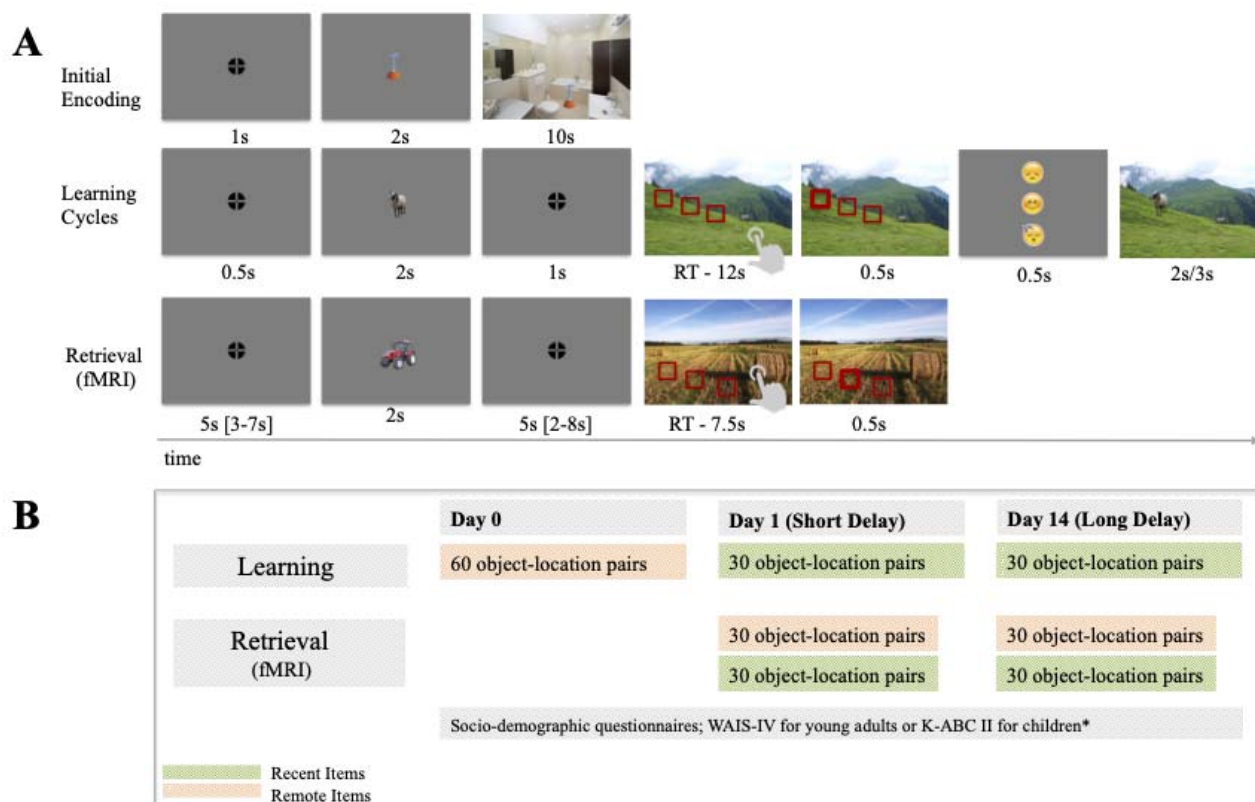 A
Initial
Encoding
1s 2s 10s
Learning
Cycles
0.5s 2s 1s RT - 12s 0.5s 0.5s 2s/3s
Retrieval
(fMRI)
5s [3-7s] 2s 5s [2-8s] RT - 7.5s 0.5s
time
B
Day 0 Day 1 (Short Delay) Day 14 (Long Delay)
Learning 60 object-location pairs 30 object-location pairs 30 object-location pairs
Retrieval
(fMRI)
30 object-location pairs 30 object-location pairs
30 object-location pairs 30 object-location pairs
Socio-demographic questionnaires; WAIS-IV for young adults or K-ABC II for children*
Recent Items
Remote Items